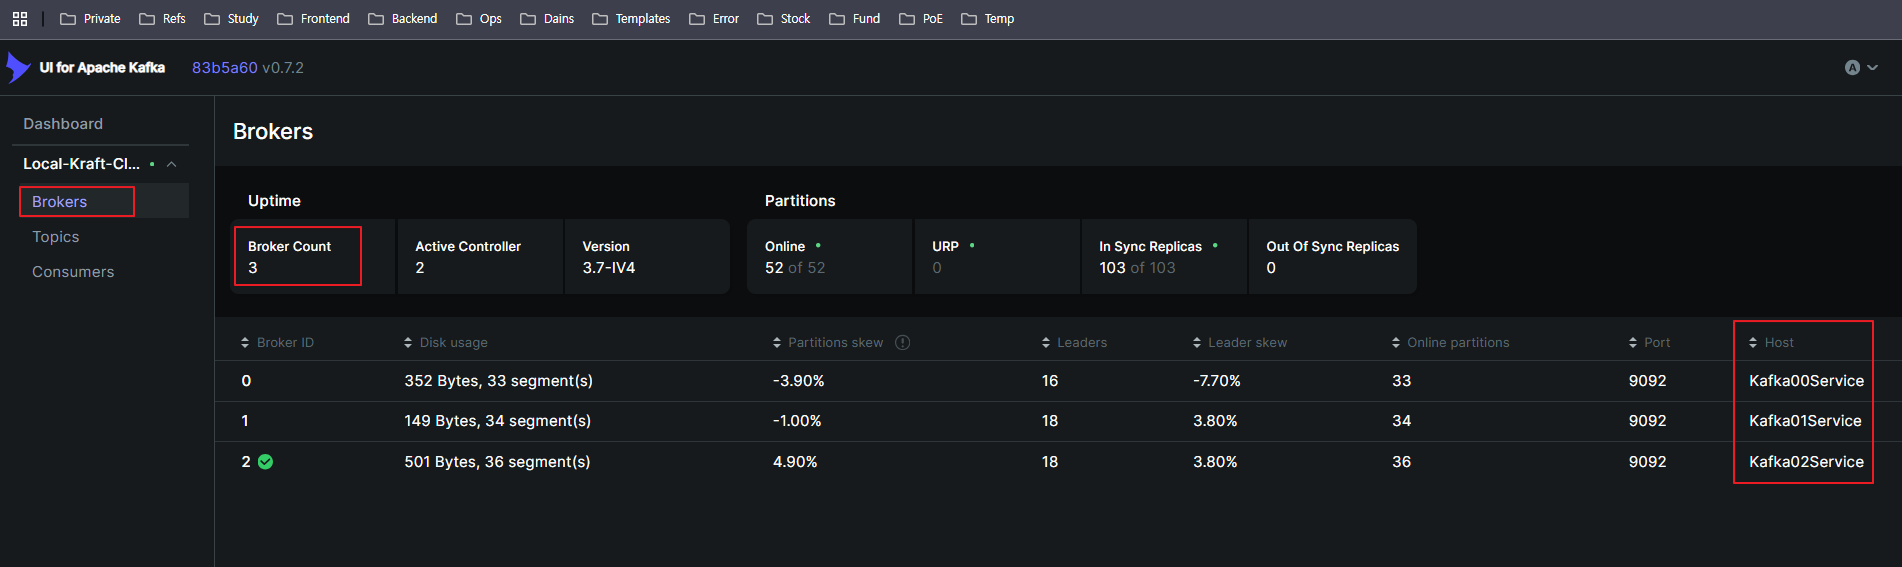 Private Refs Study Frontend Backend Ops Dains Templates Error Stock Fund PoE Temp
UI for Apache Kafka 83b5a60 v0.7.2 A
Dashboard
Local-Kraft-Cl...
Brokers
Topics
Consumers
Brokers
Uptime
Broker Count
3
Active Controller
2
Version
3.7-IV4
Partitions
Online
52 of 52
URP
0
In Sync Replicas
103 of 103
Out Of Sync Replicas
0
Broker ID Disk usage Partitions skew Leaders Leader skew Online partitions Port Host
0 352 Bytes, 33 segment(s) -3.90% 16 -7.70% 33 9092 Kafka00Service
1 149 Bytes, 34 segment(s) -1.00% 18 3.80% 34 9092 Kafka01Service
2 501 Bytes, 36 segment(s) 4.90% 18 3.80% 36 9092 Kafka02Service